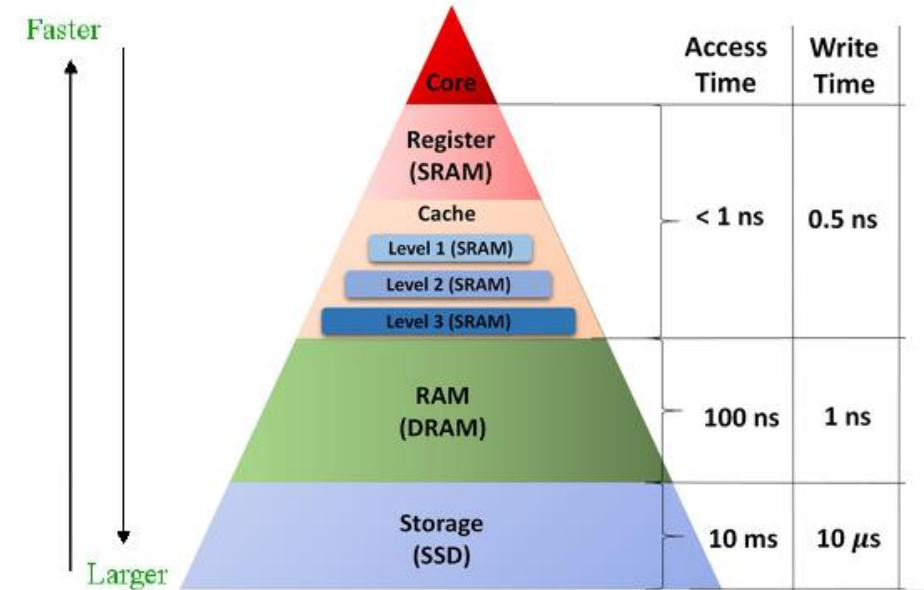 Faster
Access
Time
Write
Time
Core
Register
(SRAM)
Cache
Level 1 (SRAM)
Level 2 (SRAM)
Level 3 (SRAM)
< 1 ns
0.5 ns
RAM
(DRAM)
100 ns
1 ns
Storage
(SSD)
10 ms
10 μs
Larger